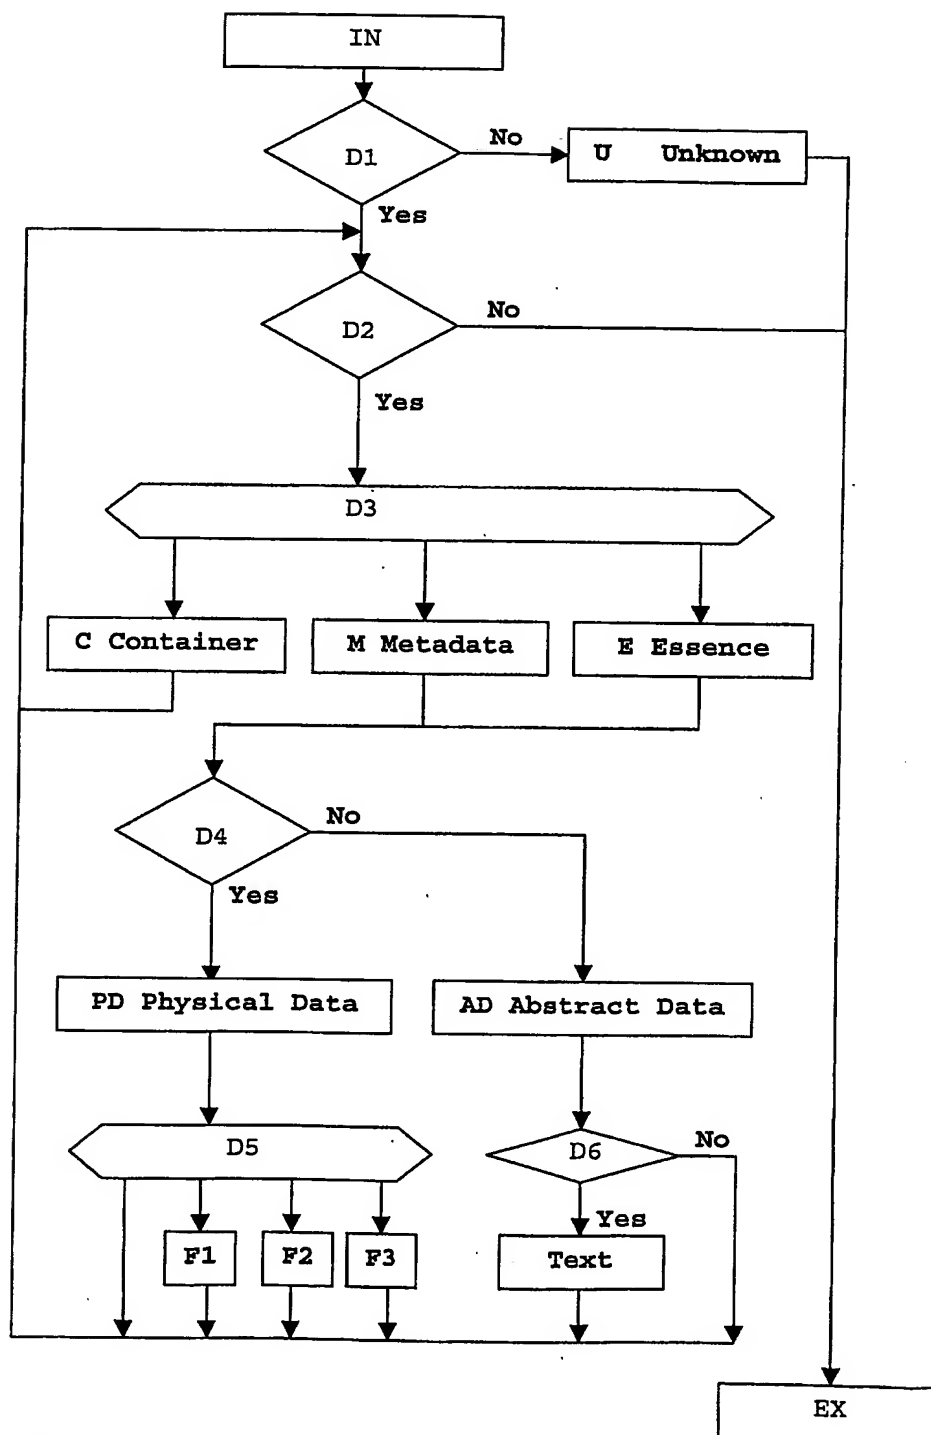 IN
D1
No
U Unknown
Yes
D2
No
Yes
D3
C Container
M Metadata
E Essence
D4
No
Yes
PD Physical Data
AD Abstract Data
D5
D6
No
Yes
F1
F2
F3
Text
EX